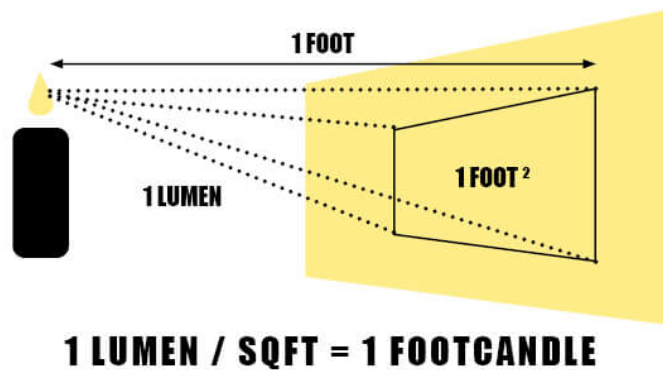 1 FOOT
1 FOOT ²
1 LUMEN
1 LUMEN / SQFT = 1 FOOTCANDLE